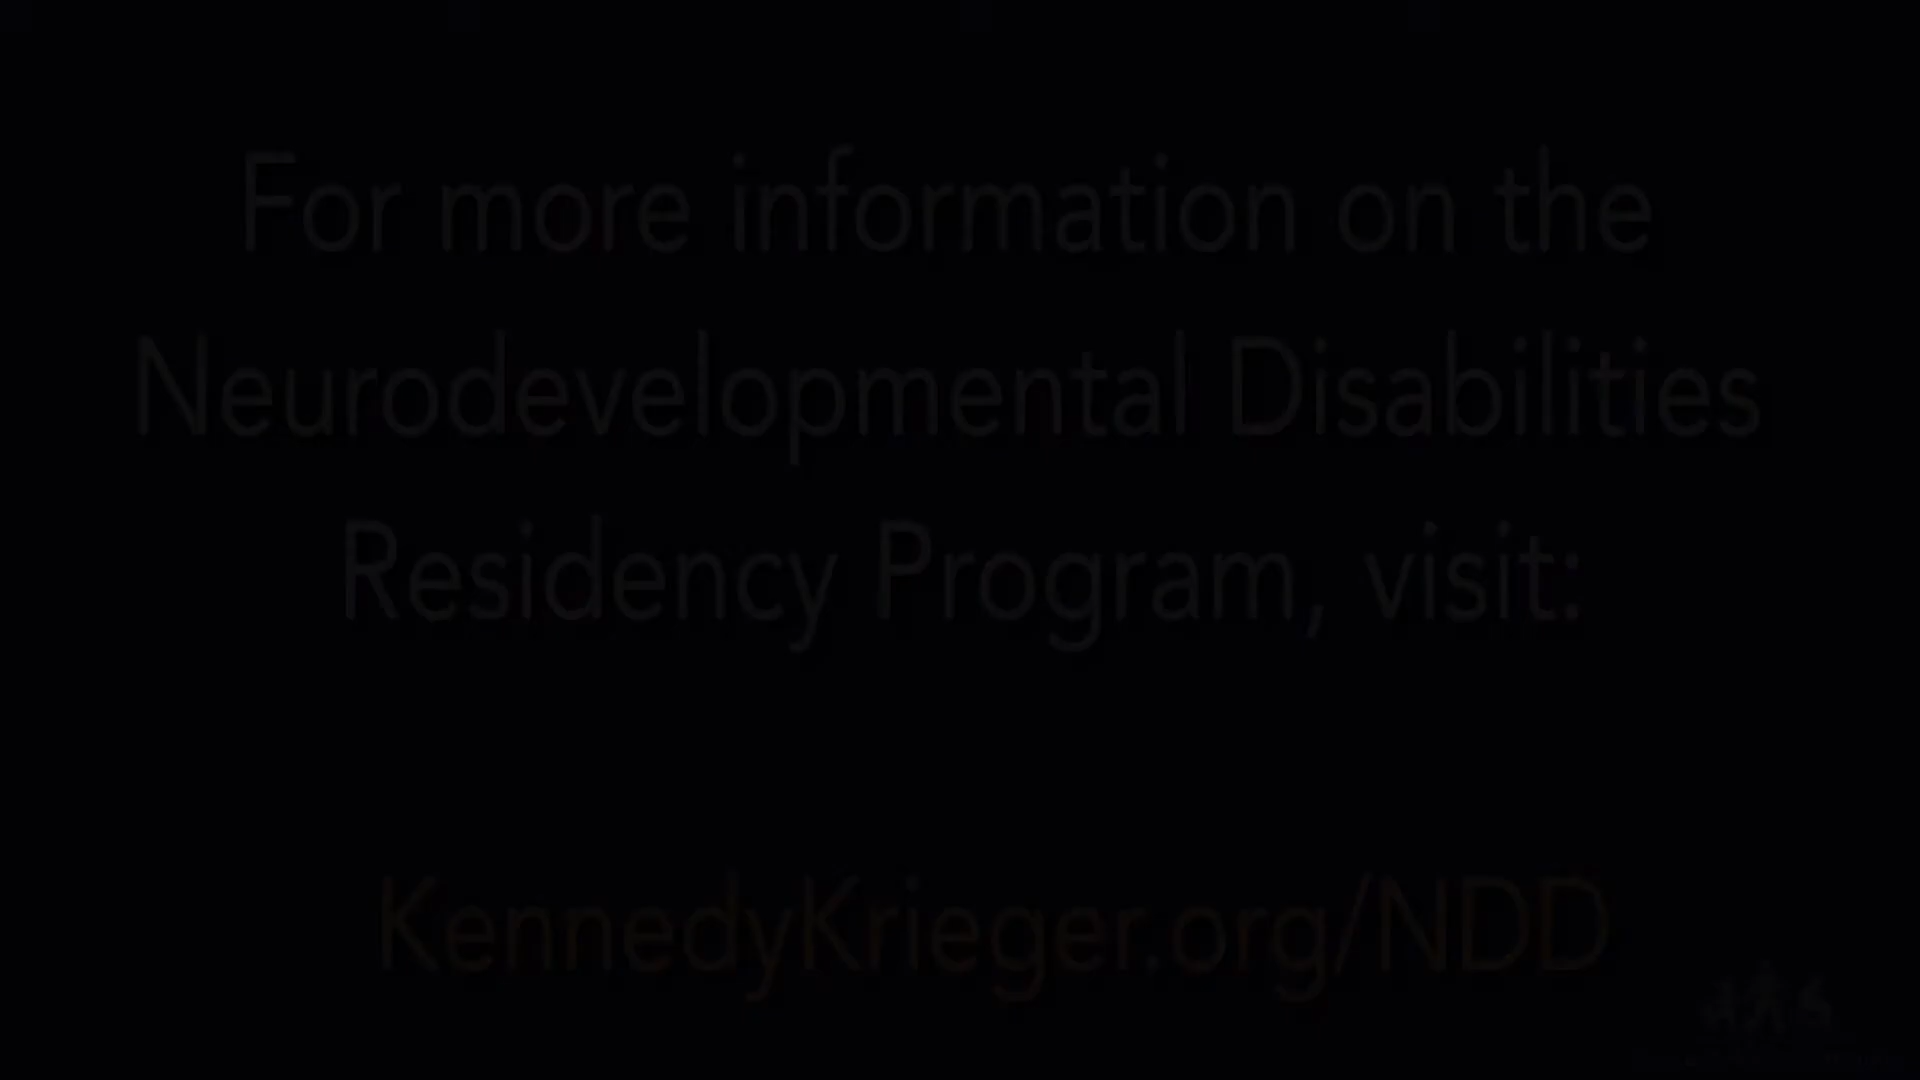 For more information on the
Neurodevelopmental Disabilities
Residency Program, visit:
KennedyKrieger.org/NDD